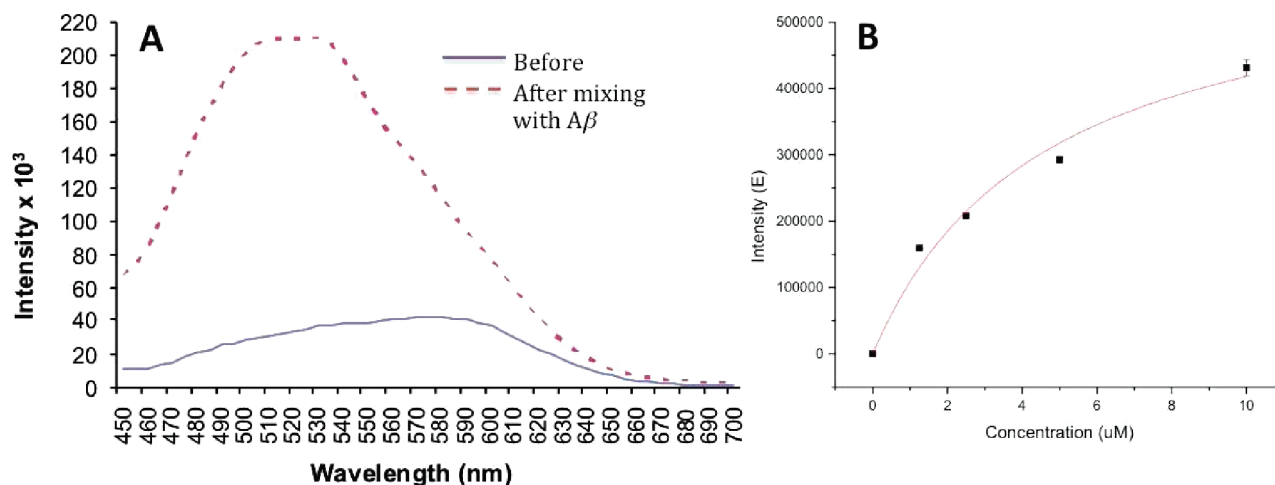 A
220
200
180
160
140
120
100
80
60
40
20
0
Intensity x 10³
Before
After mixing
with Aβ
450 460 470 480 490 500 510 520 530 540 550 560 570 580 590 600 610 620 630 640 650 660 670 680 690 700
Wavelength (nm)
B
500000
400000
300000
200000
100000
0
Intensity (E)
0 2 4 6 8 10
Concentration (uM)